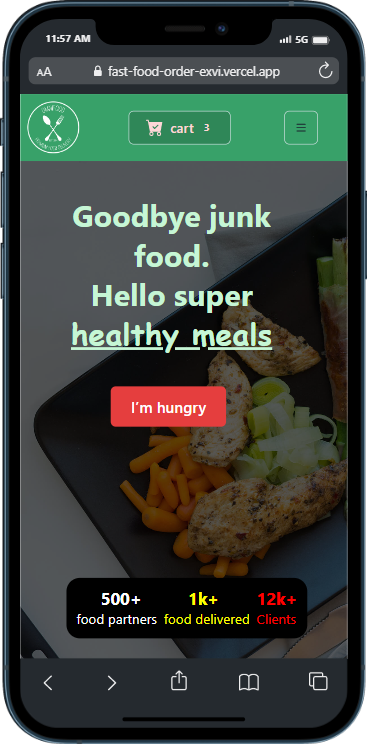 11:57 AM
5G
AA
fast-food-order-exvi.vercel.app
cart 3
Goodbye junk
food.
Hello super
healthy meals
I'm hungry
500+ 1k+ 12k+
food partners food delivered Clients